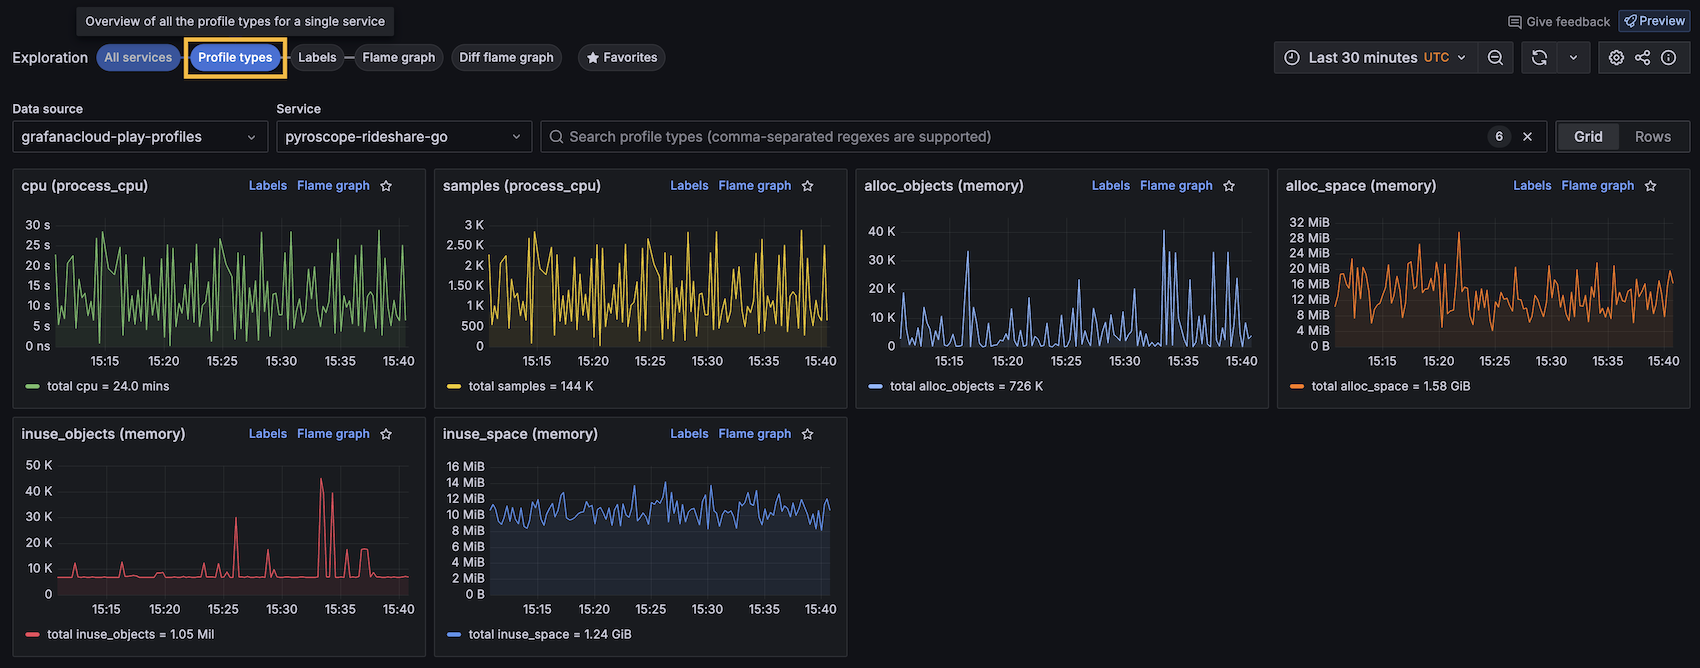 Overview of all the profile types for a single service
Give feedback
Preview
Exploration All services Profile types Labels Flame graph Diff flame graph Favorites
Last 30 minutes UTC
Data source
Service
grafanacloud-play-profiles
pyroscope-rideshare-go
Search profile types (comma-separated regexes are supported)
6
Grid Rows
cpu (process_cpu) Labels Flame graph
30 s
25 s
20 s
15 s
10 s
5 s
0 ns
15:15 15:20 15:25 15:30 15:35 15:40
total cpu = 24.0 mins
samples (process_cpu) Labels Flame graph
3 K
2.50 K
2 K
1.50 K
1 K
500
0
15:15 15:20 15:25 15:30 15:35 15:40
total samples = 144 K
alloc_objects (memory) Labels Flame graph
40 K
30 K
20 K
10 K
0
15:15 15:20 15:25 15:30 15:35 15:40
total alloc_objects = 726 K
alloc_space (memory) Labels Flame graph
32 MiB
28 MiB
24 MiB
20 MiB
16 MiB
12 MiB
8 MiB
4 MiB
0 B
15:15 15:20 15:25 15:30 15:35 15:40
total alloc_space = 1.58 GiB
inuse_objects (memory) Labels Flame graph
50 K
40 K
30 K
20 K
10 K
0
15:15 15:20 15:25 15:30 15:35 15:40
total inuse_objects = 1.05 Mil
inuse_space (memory) Labels Flame graph
16 MiB
14 MiB
12 MiB
10 MiB
8 MiB
6 MiB
4 MiB
2 MiB
0 B
15:15 15:20 15:25 15:30 15:35 15:40
total inuse_space = 1.24 GiB